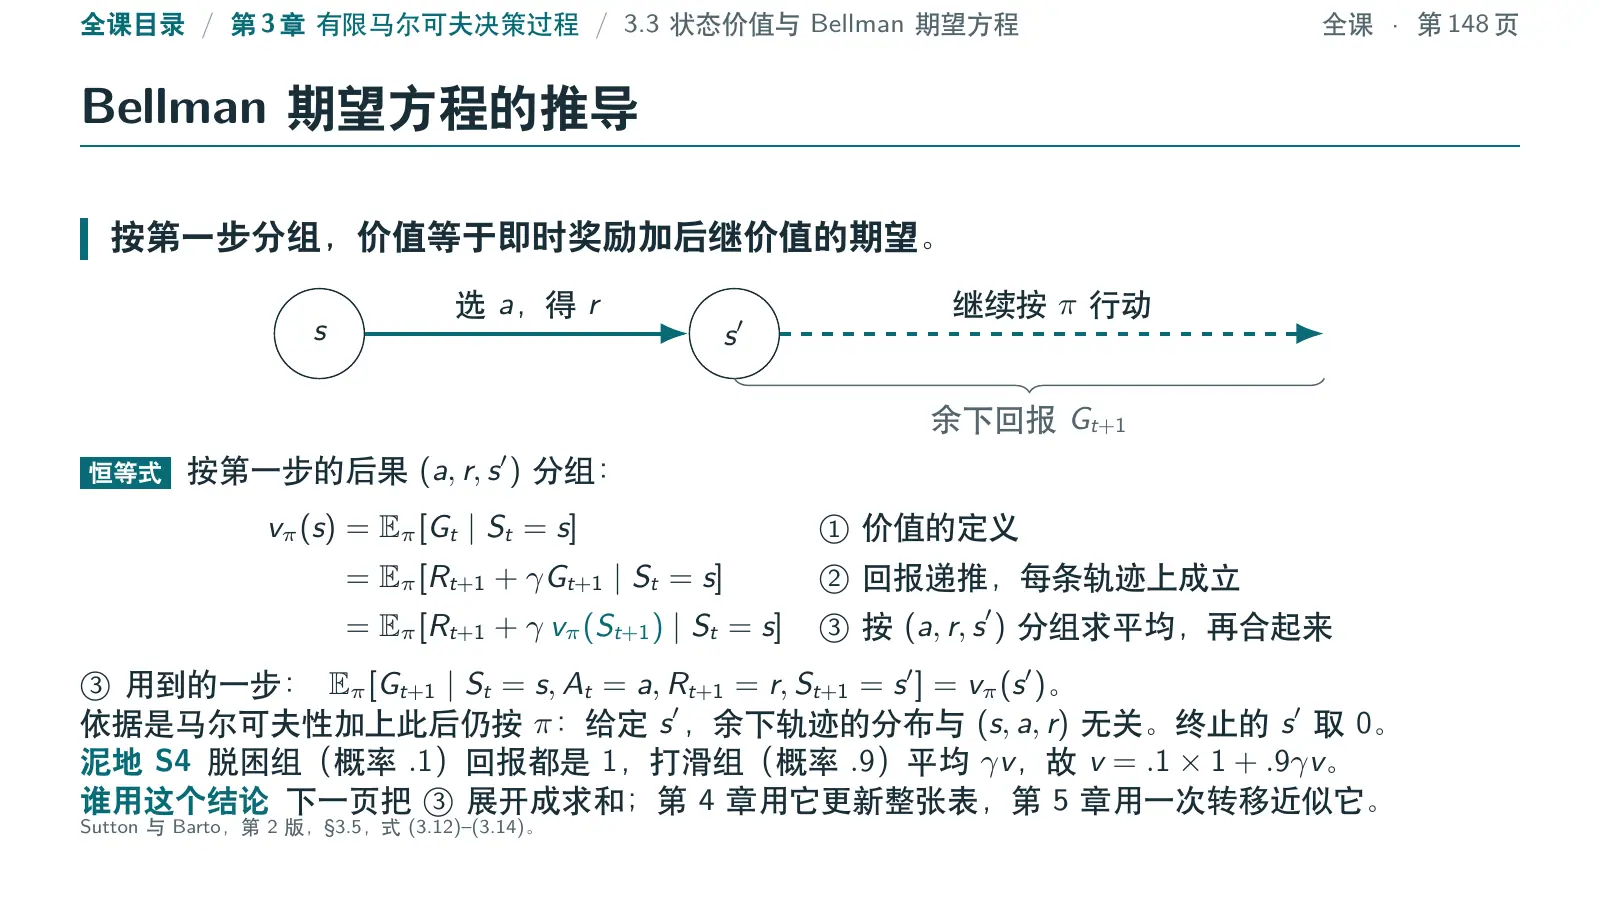 全课目录 / 第 3 章 有限马尔可夫决策过程 / 3.3 状态价值与 Bellman 期望方程 全课 · 第 148 页
Bellman 期望方程的推导
按第一步分组，价值等于即时奖励加后继价值的期望。
选 a，得 r 继续按 π 行动
s s′
余下回报 G_{t+1}
恒等式 按第一步的后果 (a, r, s′) 分组：
v_π(s) = 𝔼_π[G_t | S_t = s] ① 价值的定义
= 𝔼_π[R_{t+1} + γG_{t+1} | S_t = s] ② 回报递推，每条轨迹上成立
= 𝔼_π[R_{t+1} + γ v_π(S_{t+1}) | S_t = s] ③ 按 (a, r, s′) 分组求平均，再合起来
③ 用到的一步： 𝔼_π[G_{t+1} | S_t = s, A_t = a, R_{t+1} = r, S_{t+1} = s′] = v_π(s′)。
依据是马尔可夫性加上此后仍按 π：给定 s′，余下轨迹的分布与 (s, a, r) 无关。终止的 s′ 取 0。
泥地 S4 脱困组（概率 .1）回报都是 1，打滑组（概率 .9）平均 γv，故 v = .1 × 1 + .9γv。
谁用这个结论 下一页把 ③ 展开成求和；第 4 章用它更新整张表，第 5 章用一次转移近似它。
Sutton 与 Barto，第 2 版，§3.5，式 (3.12)–(3.14)。